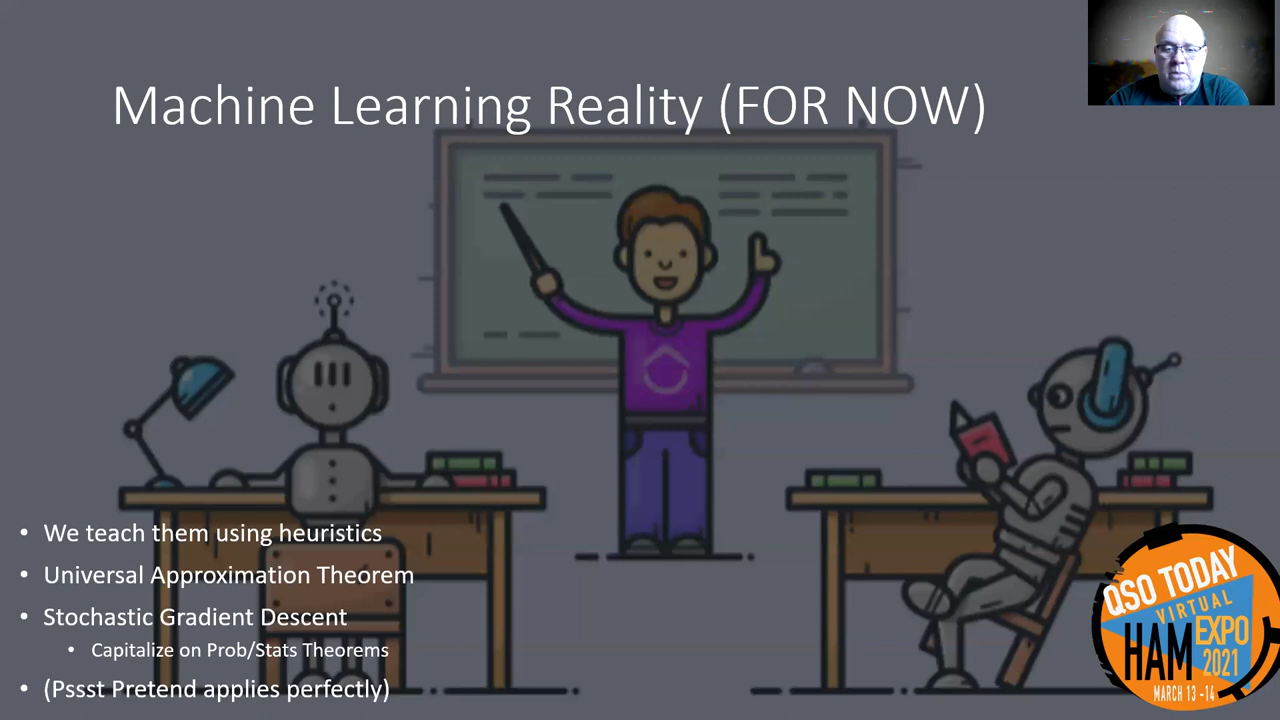 Machine Learning Reality (FOR NOW)
• We teach them using heuristics
• Universal Approximation Theorem
• Stochastic Gradient Descent
• Capitalize on Prob/Stats Theorems
• (Pssst Pretend applies perfectly)
QSO TODAY
VIRTUAL
HAM EXPO
2021
MARCH 13 -14